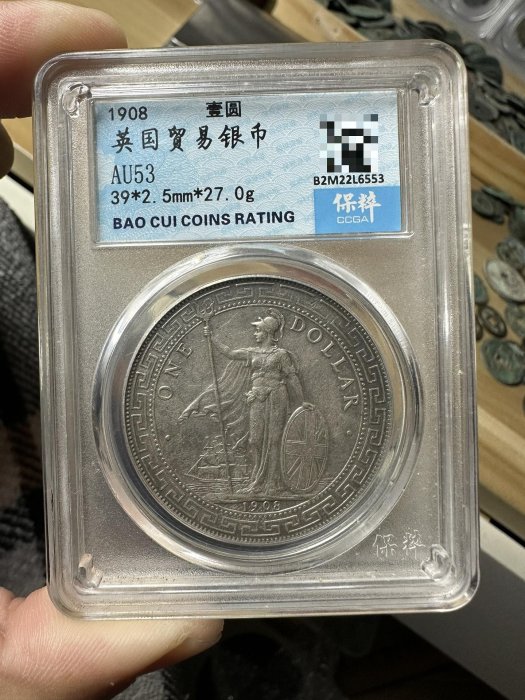 1908 壹圆
英国貿易银币
AU53
39*2.5mm*27.0g
BAO CUI COINS RATING
B2M22L6553
保粹
CCGA
ONE DOLLAR
1908
保粹